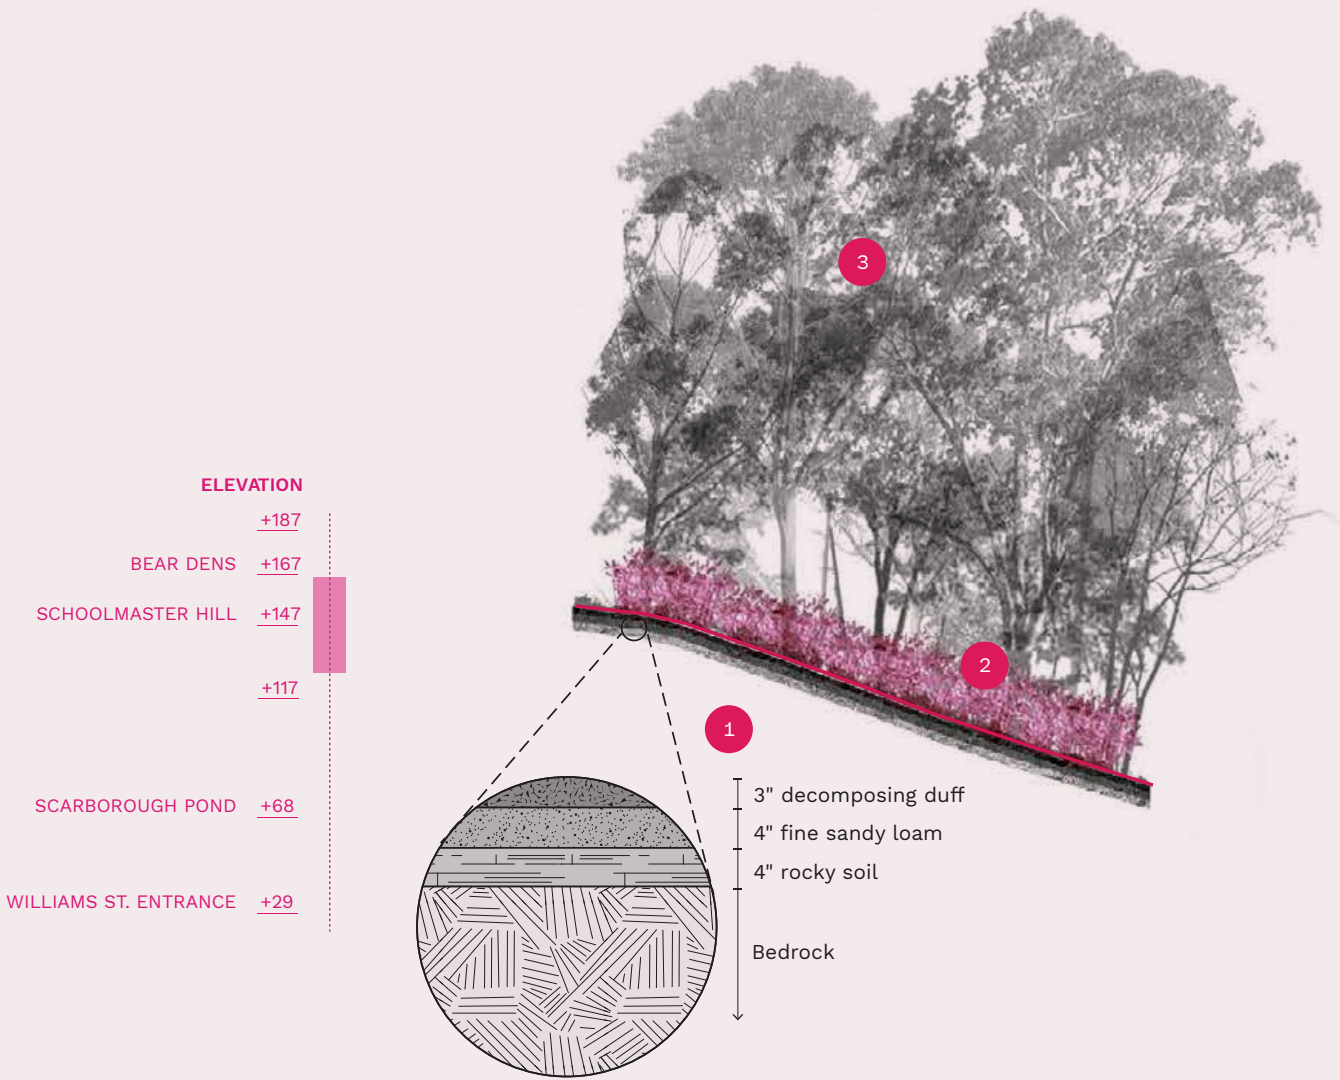 ELEVATION
+187
BEAR DENS +167
SCHOOLMASTER HILL +147
+117
SCARBOROUGH POND +68
WILLIAMS ST. ENTRANCE +29
3
2
1
3" decomposing duff
4" fine sandy loam
4" rocky soil
Bedrock